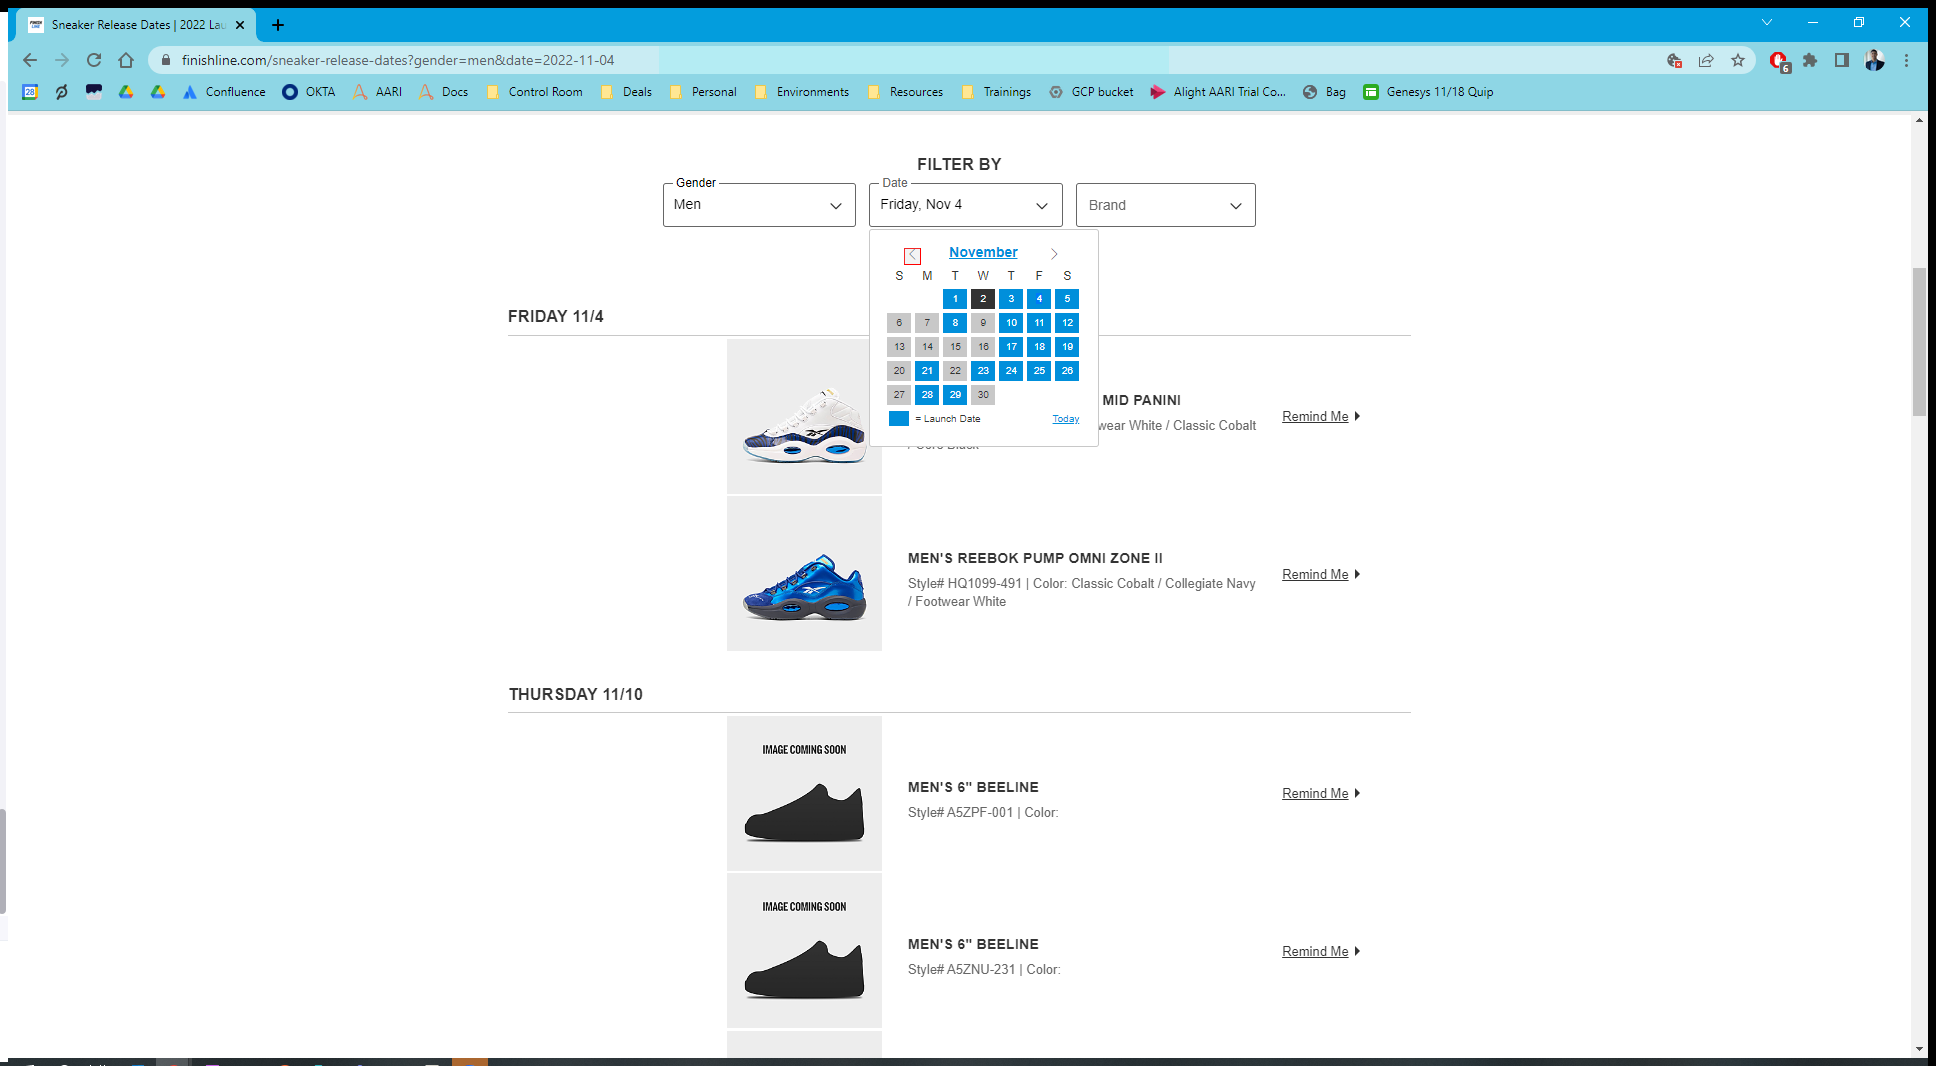 Sneaker Release Dates | 2022 Lau
finishline.com/sneaker-release-dates?gender=men&date=2022-11-04
6
28 Confluence OKTA AARI Docs Control Room Deals Personal Environments Resources Trainings GCP bucket Alight AARI Trial Co... Bag Genesys 11/18 Quip
FILTER BY
Gender Date
Men Friday, Nov 4 Brand
November
S M T W T F S
1 2 3 4 5
6 7 8 9 10 11 12
13 14 15 16 17 18 19
20 21 22 23 24 25 26
27 28 29 30
= Launch Date Today
FRIDAY 11/4
MID PANINI
wear White / Classic Cobalt
Remind Me
MEN'S REEBOK PUMP OMNI ZONE II
Style# HQ1099-491 | Color: Classic Cobalt / Collegiate Navy
/ Footwear White
Remind Me
THURSDAY 11/10
IMAGE COMING SOON
MEN'S 6" BEELINE
Style# A5ZPF-001 | Color:
Remind Me
IMAGE COMING SOON
MEN'S 6" BEELINE
Style# A5ZNU-231 | Color:
Remind Me